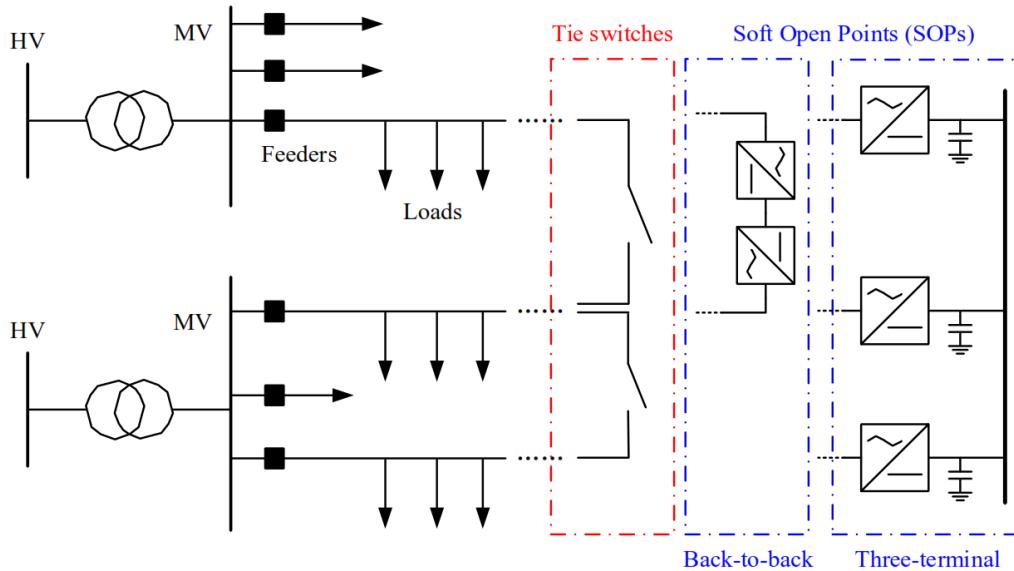 Tie switches
Soft Open Points (SOPs)
HV
MV
Feeders
Loads
HV
MV
Back-to-back
Three-terminal